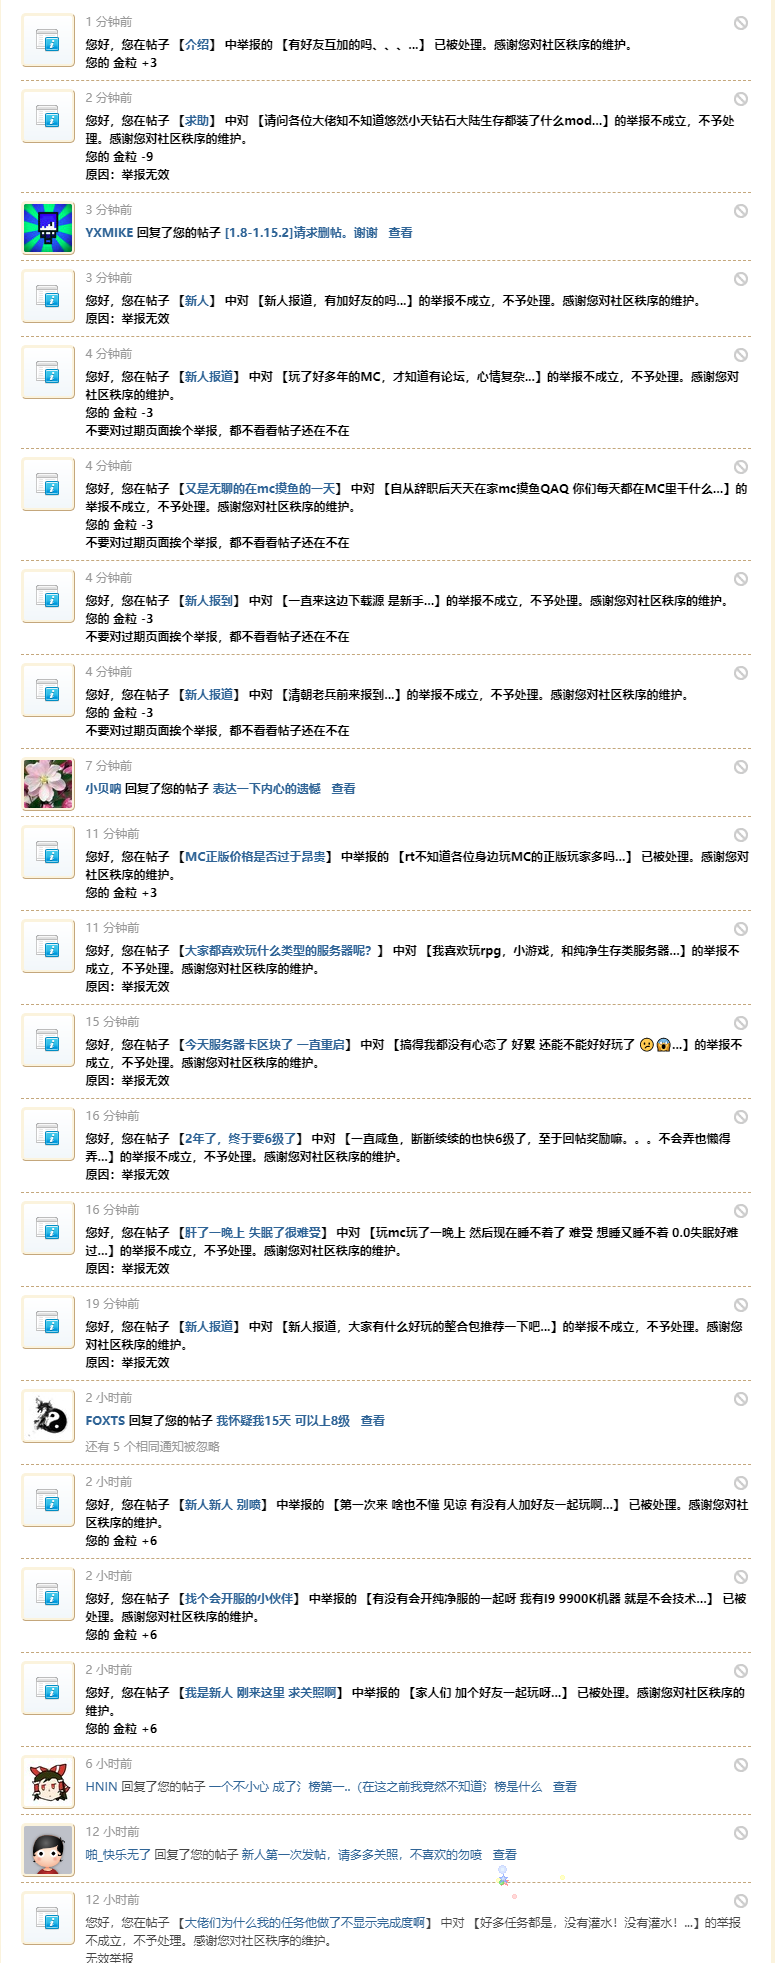 1 分钟前
您好，您在帖子 【介绍】 中举报的 【有好友互加的吗、、、...】 已被处理。感谢您对社区秩序的维护。
您的 金粒 +3
2 分钟前
您好，您在帖子 【求助】 中对 【请问各位大佬知不知道悠然小天钻石大陆生存都装了什么mod...】的举报不成立，不予处
理。感谢您对社区秩序的维护。
您的 金粒 -9
原因：举报无效
3 分钟前
YXMIKE 回复了您的帖子 [1.8-1.15.2]请求删帖。谢谢 查看
3 分钟前
您好，您在帖子 【新人】 中对 【新人报道，有加好友的吗...】的举报不成立，不予处理。感谢您对社区秩序的维护。
原因：举报无效
4 分钟前
您好，您在帖子 【新人报道】 中对 【玩了好多年的MC，才知道有论坛，心情复杂...】的举报不成立，不予处理。感谢您对
社区秩序的维护。
您的 金粒 -3
不要对过期页面挨个举报，都不看看帖子还在不在
4 分钟前
您好，您在帖子 【又是无聊的在mc摸鱼的一天】 中对 【自从辞职后天天在家mc摸鱼QAQ 你们每天都在MC里干什么...】的
举报不成立，不予处理。感谢您对社区秩序的维护。
您的 金粒 -3
不要对过期页面挨个举报，都不看看帖子还在不在
4 分钟前
您好，您在帖子 【新人报到】 中对 【一直来这边下载源 是新手...】的举报不成立，不予处理。感谢您对社区秩序的维护。
您的 金粒 -3
不要对过期页面挨个举报，都不看看帖子还在不在
4 分钟前
您好，您在帖子 【新人报道】 中对 【清朝老兵前来报到...】的举报不成立，不予处理。感谢您对社区秩序的维护。
您的 金粒 -3
不要对过期页面挨个举报，都不看看帖子还在不在
7 分钟前
小贝呐 回复了您的帖子 表达一下内心的遗憾 查看
11 分钟前
您好，您在帖子 【MC正版价格是否过于昂贵】 中举报的 【rt不知道各位身边玩MC的正版玩家多吗...】 已被处理。感谢您对
社区秩序的维护。
您的 金粒 +3
11 分钟前
您好，您在帖子 【大家都喜欢玩什么类型的服务器呢？】 中对 【我喜欢玩rpg，小游戏，和纯净生存类服务器...】的举报不
成立，不予处理。感谢您对社区秩序的维护。
原因：举报无效
15 分钟前
您好，您在帖子 【今天服务器卡区块了 一直重启】 中对 【搞得我都没有心态了 好累 还能不能好好玩了 😕😱...】的举报不
成立，不予处理。感谢您对社区秩序的维护。
原因：举报无效
16 分钟前
您好，您在帖子 【2年了，终于要6级了】 中对 【一直咸鱼，断断续续的也快6级了，至于回帖奖励嘛。。。不会弄也懒得
弄...】的举报不成立，不予处理。感谢您对社区秩序的维护。
原因：举报无效
16 分钟前
您好，您在帖子 【肝了一晚上 失眠了很难受】 中对 【玩mc玩了一晚上 然后现在睡不着了 难受 想睡又睡不着 0.0失眠好难
过...】的举报不成立，不予处理。感谢您对社区秩序的维护。
原因：举报无效
19 分钟前
您好，您在帖子 【新人报道】 中对 【新人报道，大家有什么好玩的整合包推荐一下吧...】的举报不成立，不予处理。感谢您
对社区秩序的维护。
原因：举报无效
2 小时前
FOXTS 回复了您的帖子 我怀疑我15天 可以上8级 查看
还有 5 个相同通知被忽略
2 小时前
您好，您在帖子 【新人新人 别喷】 中举报的 【第一次来 啥也不懂 见谅 有没有人加好友一起玩啊...】 已被处理。感谢您对社
区秩序的维护。
您的 金粒 +6
2 小时前
您好，您在帖子 【找个会开服的小伙伴】 中举报的 【有没有会开纯净服的一起呀 我有I9 9900K机器 就是不会技术...】 已被
处理。感谢您对社区秩序的维护。
您的 金粒 +6
2 小时前
您好，您在帖子 【我是新人 刚来这里 求关照啊】 中举报的 【家人们 加个好友一起玩呀...】 已被处理。感谢您对社区秩序的
维护。
您的 金粒 +6
6 小时前
HNIN 回复了您的帖子 一个不小心 成了氵榜第一..（在这之前我竟然不知道氵榜是什么 查看
12 小时前
啪_快乐无了 回复了您的帖子 新人第一次发帖，请多多关照，不喜欢的勿喷 查看
12 小时前
您好，您在帖子 【大佬们为什么我的任务他做了不显示完成度啊】 中对 【好多任务都是，没有灌水！没有灌水！...】的举报
不成立，不予处理。感谢您对社区秩序的维护。
无效举报